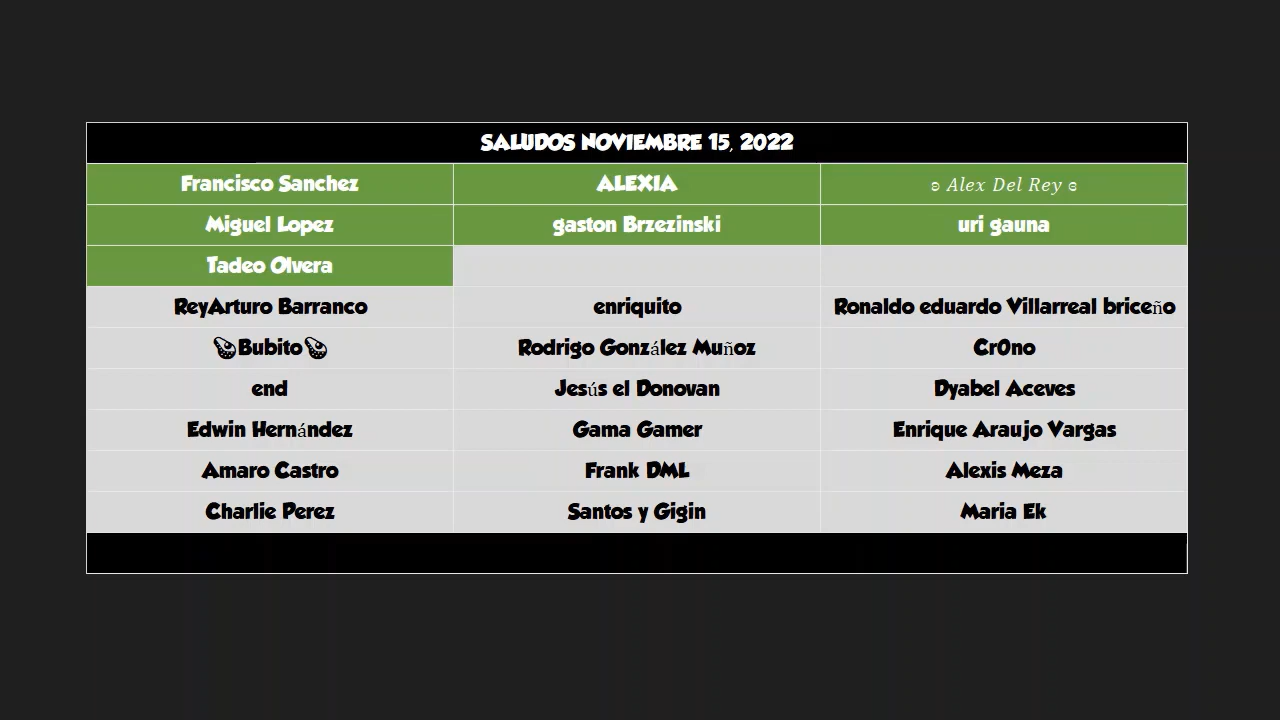 SALUDOS NOVIEMBRE 15, 2022
Francisco Sanchez ALEXIA ʚ Alex Del Rey ɞ
Miguel Lopez gaston Brzezinski uri gauna
Tadeo Olvera
ReyArturo Barranco enriquito Ronaldo eduardo Villarreal briceño
🍤Bubito🍤 Rodrigo González Muñoz Cr0no
end Jesús el Donovan Dyabel Aceves
Edwin Hernández Gama Gamer Enrique Araujo Vargas
Amaro Castro Frank DML Alexis Meza
Charlie Perez Santos y Gigin Maria Ek